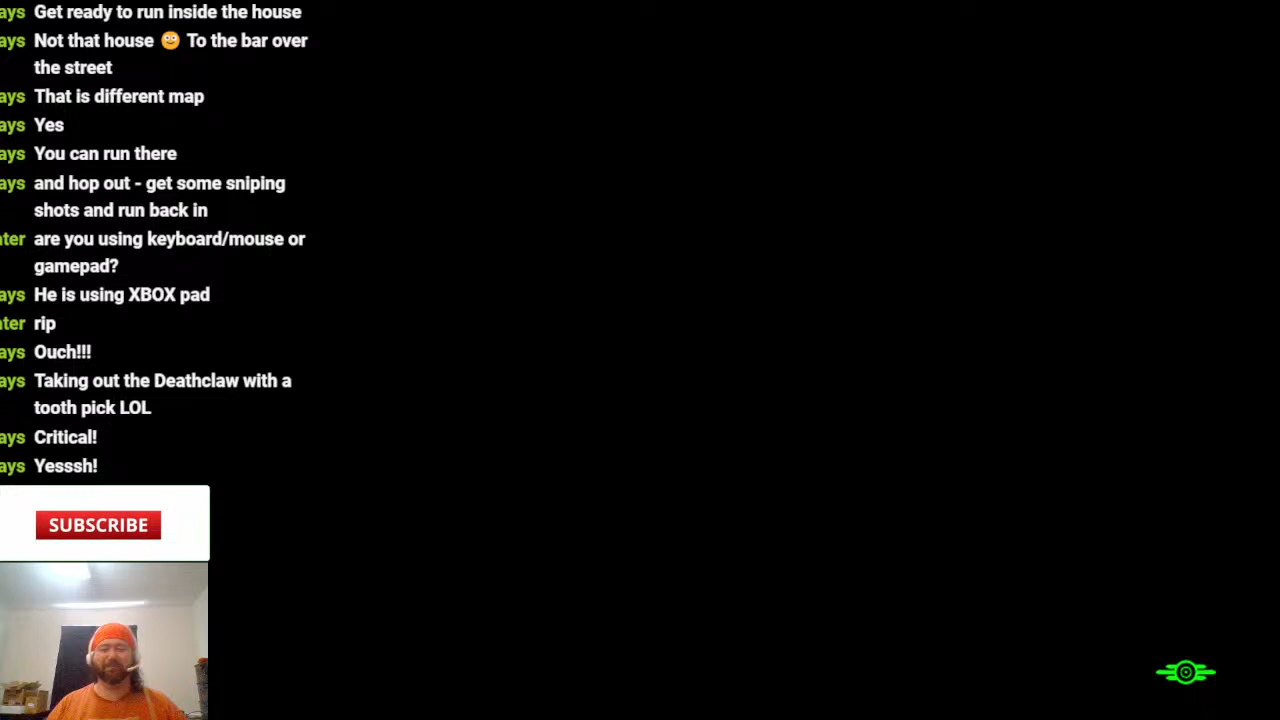 ays Get ready to run inside the house
ays Not that house 🙂 To the bar over
the street
ays That is different map
ays Yes
ays You can run there
ays and hop out - get some sniping
shots and run back in
ater are you using keyboard/mouse or
gamepad?
ays He is using XBOX pad
ater rip
ays Ouch!!!
ays Taking out the Deathclaw with a
tooth pick LOL
ays Critical!
ays Yesssh!
SUBSCRIBE